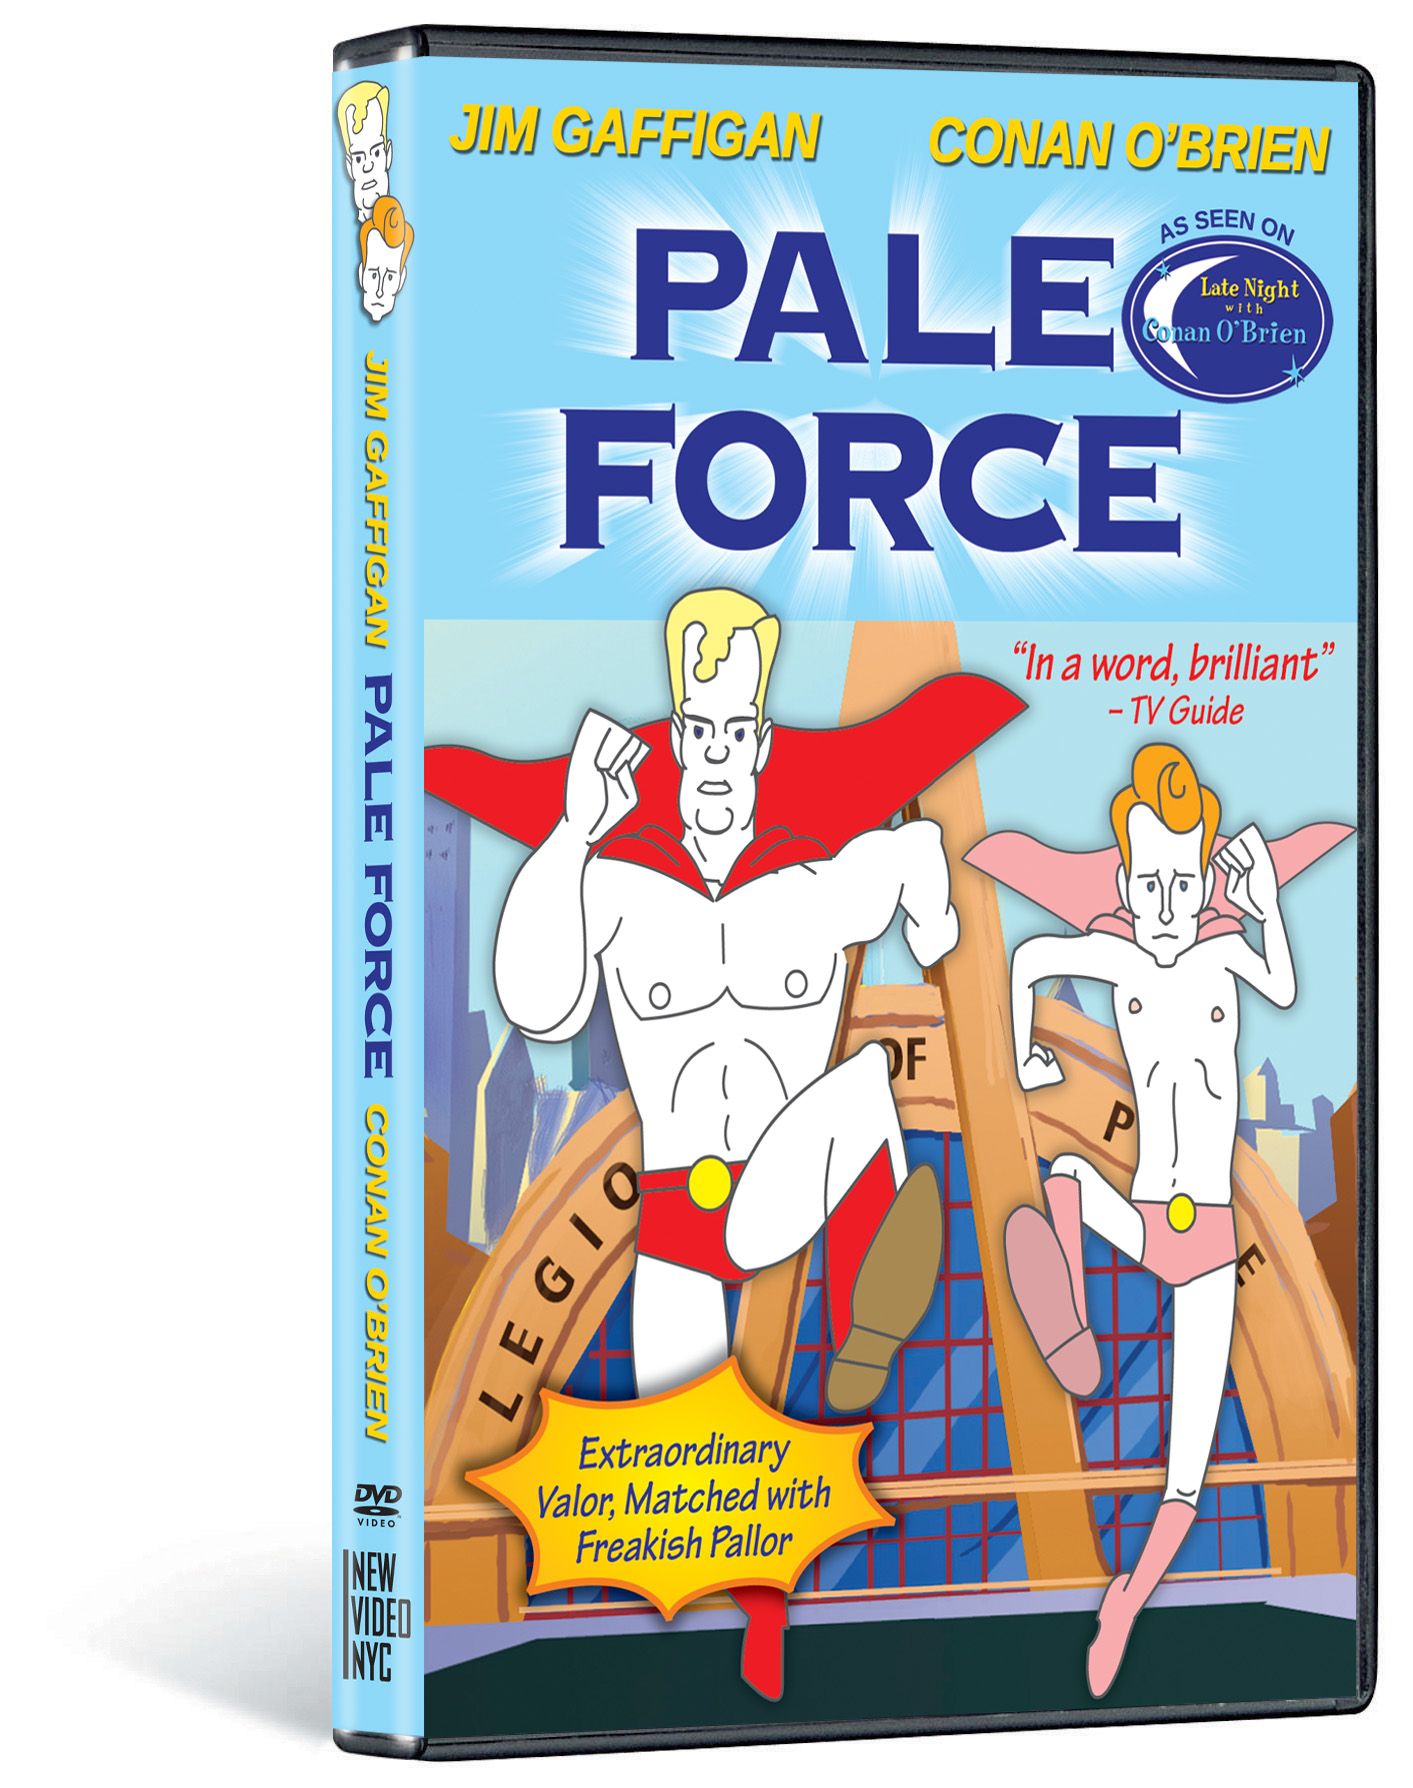 JIM GAFFIGAN
CONAN O'BRIEN
PALE
FORCE
AS SEEN ON
Late Night
with
Conan O'Brien
“In a word, brilliant”
– TV Guide
LEGIO
OF
P
E
Extraordinary
Valor, Matched with
Freakish Pallor
JIM GAFFIGAN PALE FORCE CONAN O'BRIEN
DVD
VIDEO
NEW
VIDEO
NYC